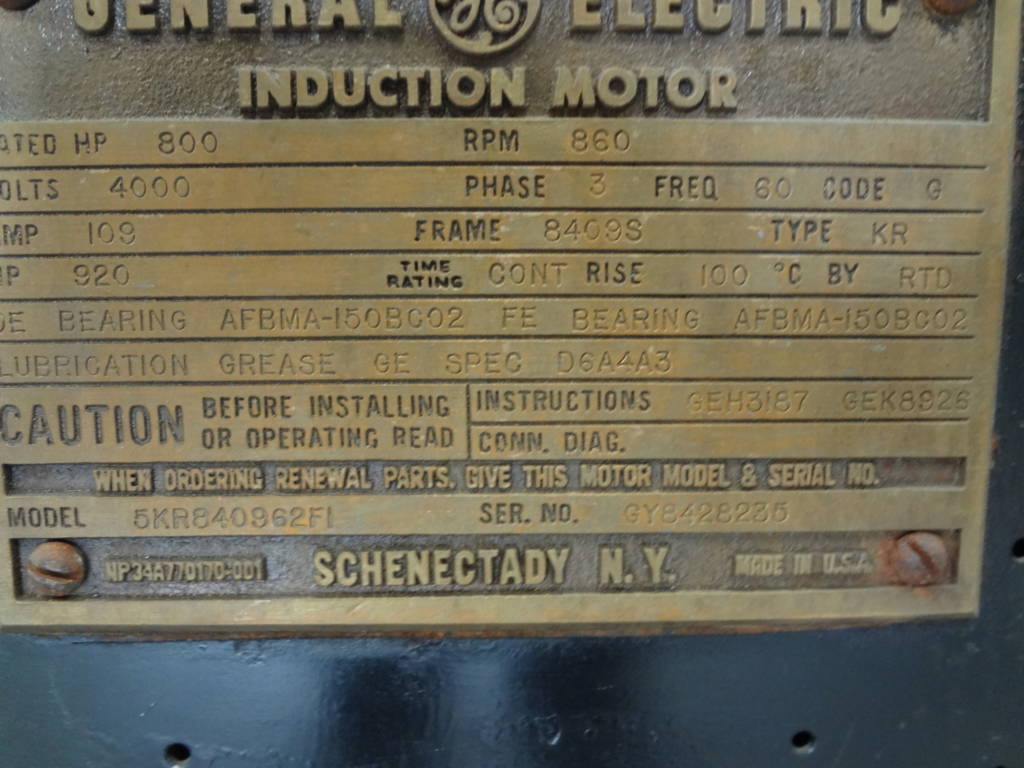 GENERAL GE ELECTRIC
INDUCTION MOTOR
ATED HP 800 RPM 860
OLTS 4000 PHASE 3 FREQ 60 CODE G
MP 109 FRAME 8409S TYPE KR
P 920 TIME RATING CONT RISE 100 °C BY RTD
DE BEARING AFBMA-150BC02 FE BEARING AFBMA-150BC02
LUBRICATION GREASE GE SPEC D6A4A3
CAUTION BEFORE INSTALLING OR OPERATING READ
INSTRUCTIONS GEH3187 GEK8926
CONN. DIAG.
WHEN ORDERING RENEWAL PARTS, GIVE THIS MOTOR MODEL & SERIAL NO.
MODEL 5KR840962F1 SER. NO. GY8428235
NP34A770170-001 SCHENECTADY N.Y. MADE IN U.S.A.